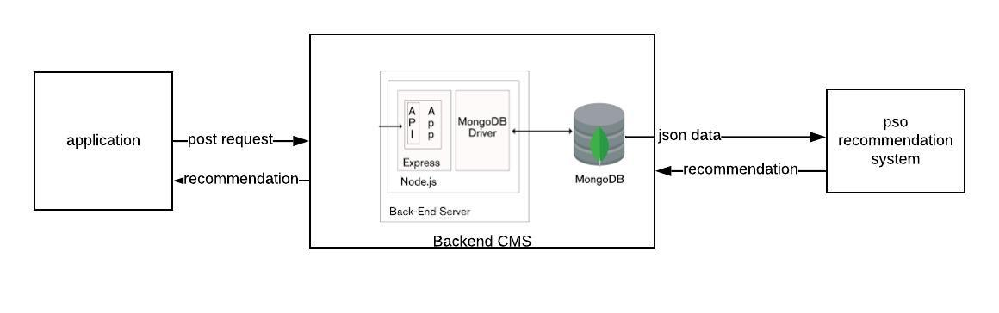 application
post request
recommendation
A
P
I
A
p
p
Express
Node.js
Back-End Server
MongoDB
Driver
MongoDB
Backend CMS
json data
recommendation
pso
recommendation
system